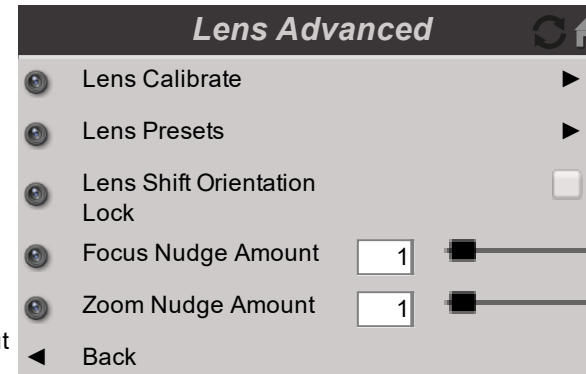 Lens Advanced
Lens Calibrate
Lens Presets
Lens Shift Orientation
Lock
Focus Nudge Amount 1
Zoom Nudge Amount 1
Back